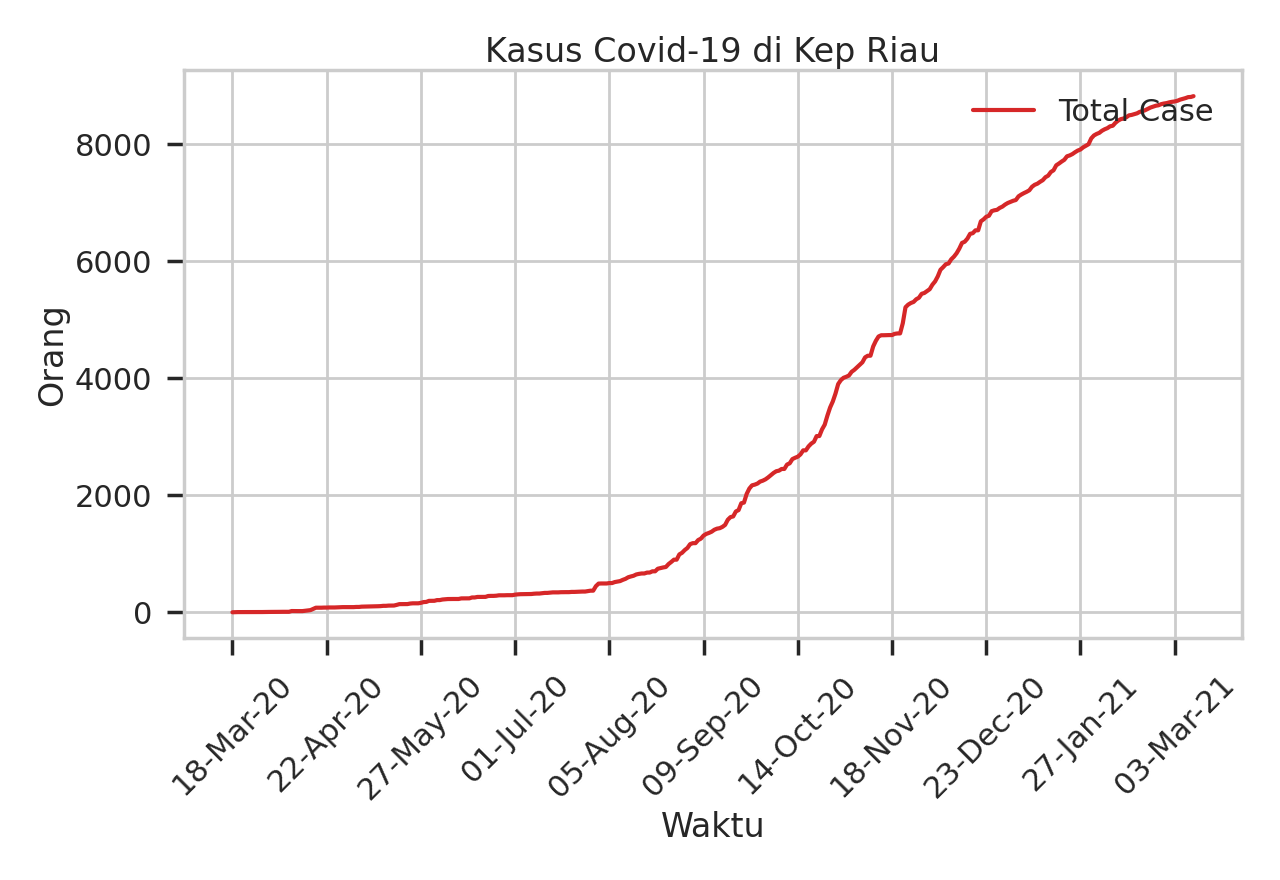 Kasus Covid-19 di Kep Riau
Total Case
8000
6000
4000
2000
0
Orang
18-Mar-20
22-Apr-20
27-May-20
01-Jul-20
05-Aug-20
09-Sep-20
14-Oct-20
18-Nov-20
23-Dec-20
27-Jan-21
03-Mar-21
Waktu